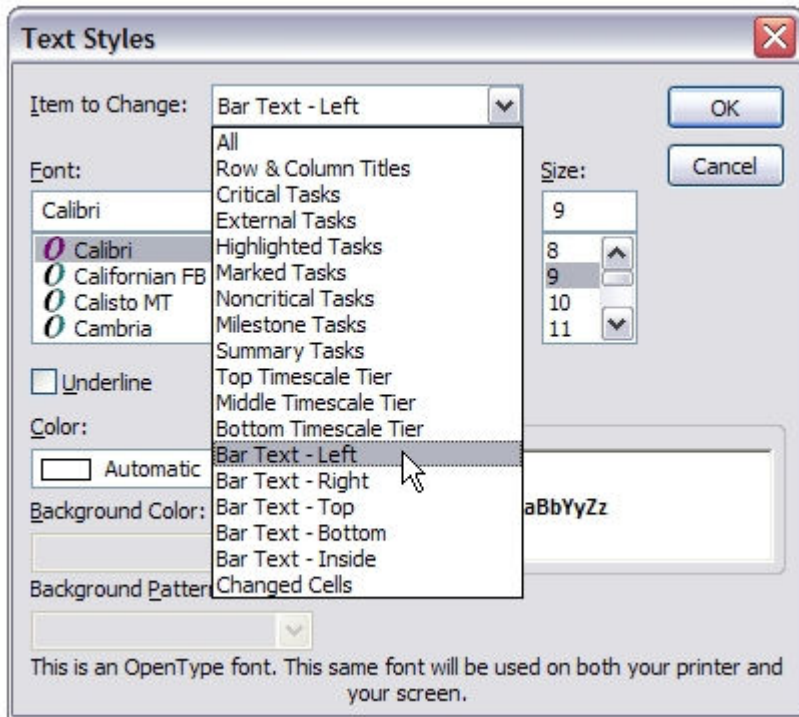 Text Styles
Item to Change:
Bar Text - Left
OK
Cancel
All
Row & Column Titles
Critical Tasks
External Tasks
Highlighted Tasks
Marked Tasks
Noncritical Tasks
Milestone Tasks
Summary Tasks
Top Timescale Tier
Middle Timescale Tier
Bottom Timescale Tier
Bar Text - Left
Bar Text - Right
Bar Text - Top
Bar Text - Bottom
Bar Text - Inside
Changed Cells
Font:
Calibri
Calibri
Californian FB
Calisto MT
Cambria
Size:
9
8
9
10
11
Underline
Color:
Automatic
Background Color:
aBbYyZz
Background Patter
This is an OpenType font. This same font will be used on both your printer and
your screen.